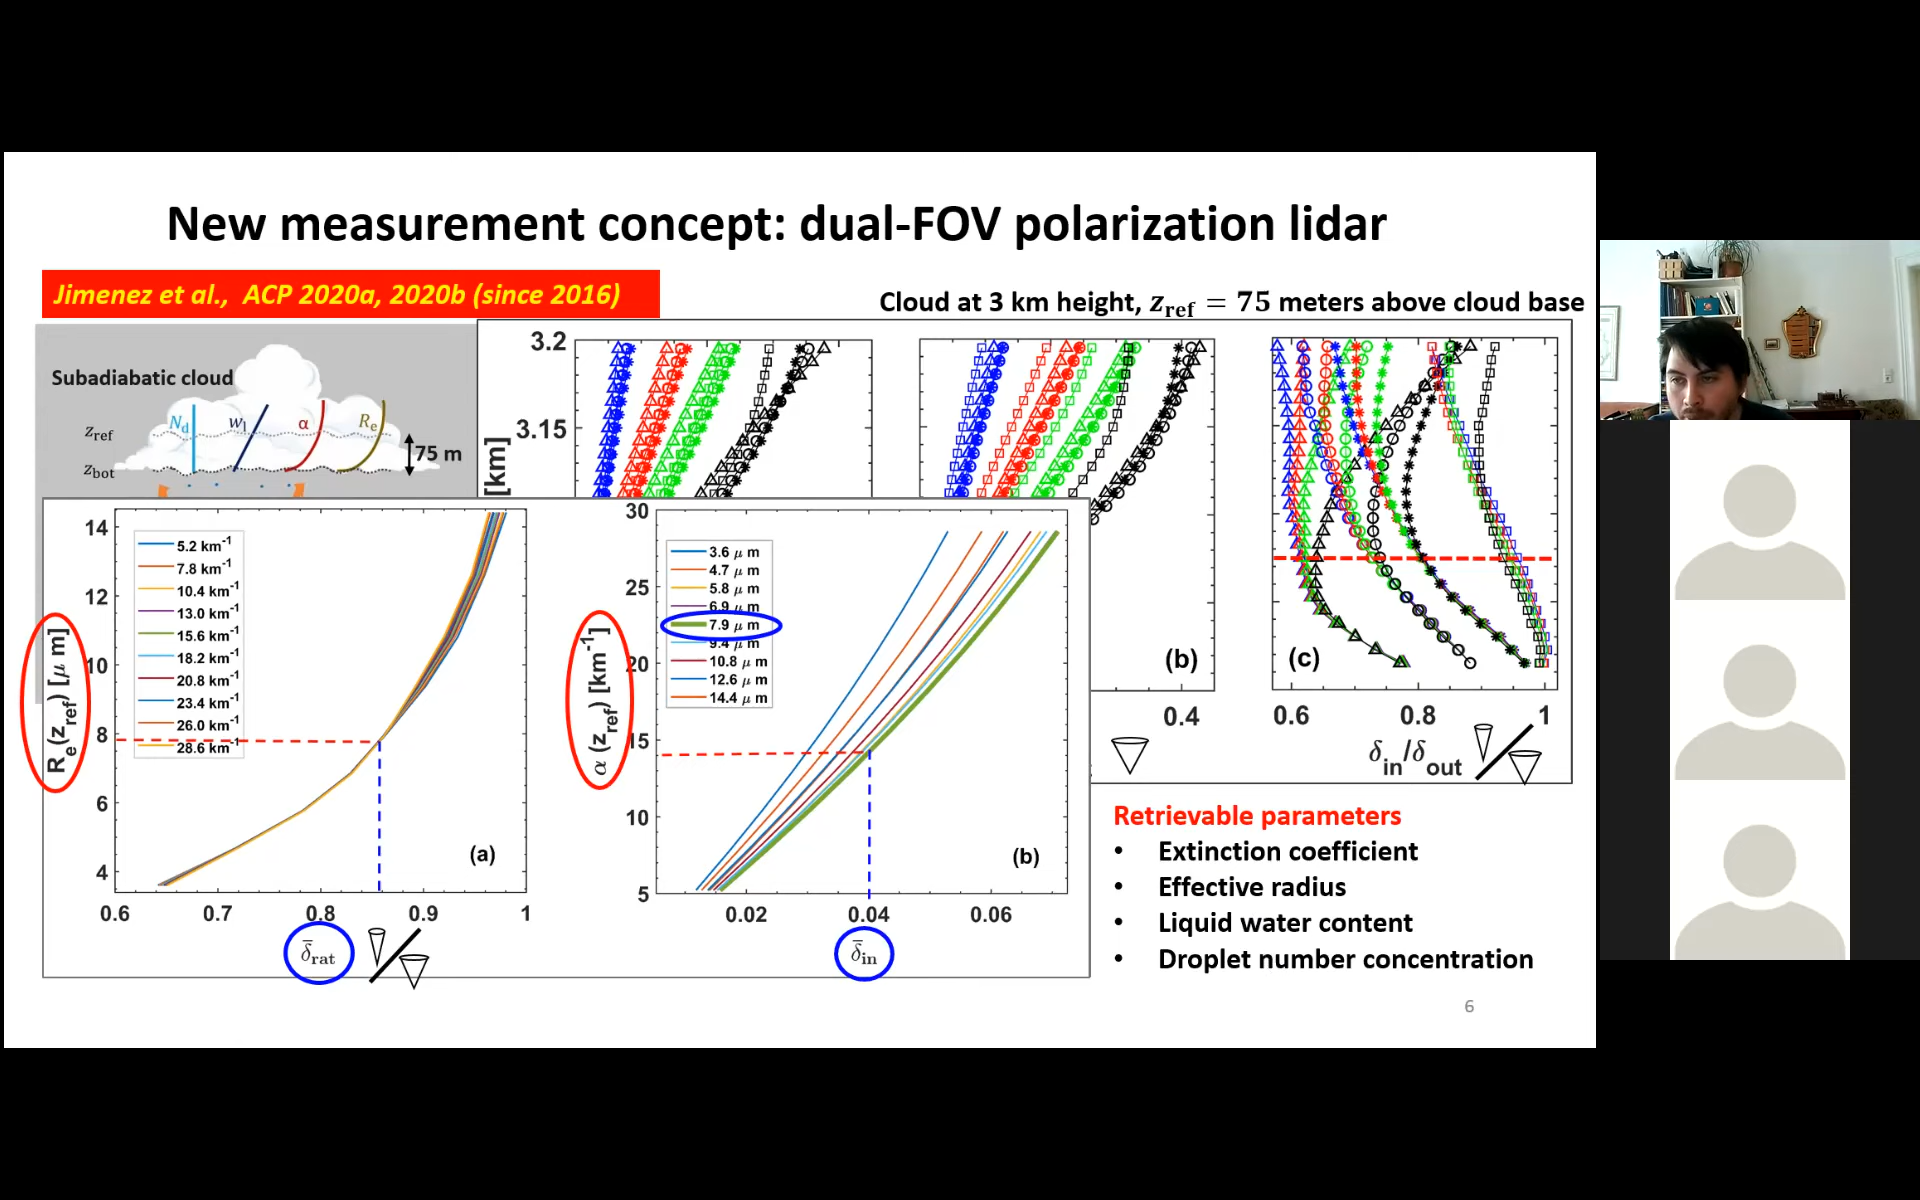 New measurement concept: dual-FOV polarization lidar
Jimenez et al., ACP 2020a, 2020b (since 2016)
Cloud at 3 km height, z_ref = 75 meters above cloud base
Subadiabatic cloud
N_d
w_l
α
R_e
z_ref
z_bot
75 m
3.2
3.15
[km]
(b)
(c)
0.4
0.6
0.8
1
δ_in/δ_out
14
12
10
8
6
4
R_e(z_ref) [μ m]
5.2 km⁻¹
7.8 km⁻¹
10.4 km⁻¹
13.0 km⁻¹
15.6 km⁻¹
18.2 km⁻¹
20.8 km⁻¹
23.4 km⁻¹
26.0 km⁻¹
28.6 km⁻¹
(a)
0.6
0.7
0.8
0.9
1
δ̄_rat
30
25
20
15
10
5
α (z_ref) [km⁻¹]
3.6 μ m
4.7 μ m
5.8 μ m
6.9 μ m
7.9 μ m
9.4 μ m
10.8 μ m
12.6 μ m
14.4 μ m
(b)
0.02
0.04
0.06
δ̄_in
Retrievable parameters
• Extinction coefficient
• Effective radius
• Liquid water content
• Droplet number concentration
6